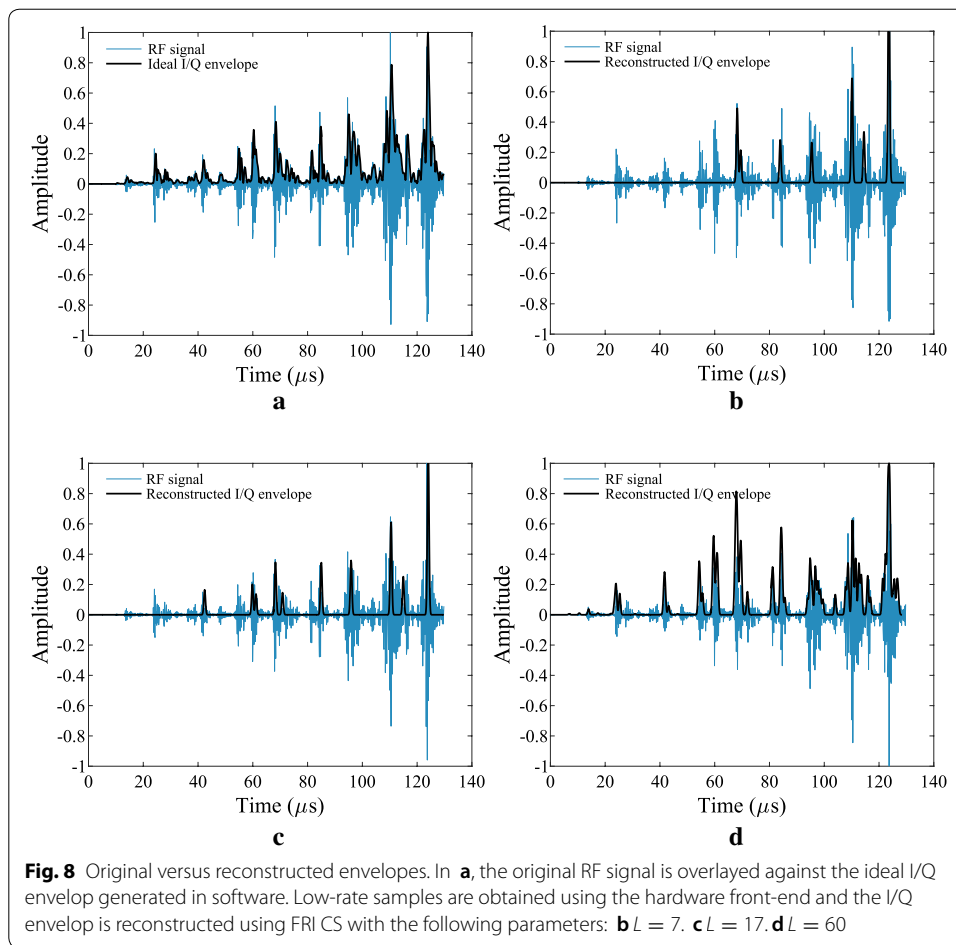 1
0.8
0.6
0.4
0.2
0
-0.2
-0.4
-0.6
-0.8
-1
Amplitude
RF signal
Ideal I/Q envelope
0 20 40 60 80 100 120 140
Time (μs)
a
1
0.8
0.6
0.4
0.2
0
-0.2
-0.4
-0.6
-0.8
-1
Amplitude
RF signal
Reconstructed I/Q envelope
0 20 40 60 80 100 120 140
Time (μs)
b
1
0.8
0.6
0.4
0.2
0
-0.2
-0.4
-0.6
-0.8
-1
Amplitude
RF signal
Reconstructed I/Q envelope
0 20 40 60 80 100 120 140
Time (μs)
c
1
0.8
0.6
0.4
0.2
0
-0.2
-0.4
-0.6
-0.8
-1
Amplitude
RF signal
Reconstructed I/Q envelope
0 20 40 60 80 100 120 140
Time (μs)
d
Fig. 8 Original versus reconstructed envelopes. In a, the original RF signal is overlayed against the ideal I/Q
envelop generated in software. Low-rate samples are obtained using the hardware front-end and the I/Q
envelop is reconstructed using FRI CS with the following parameters: b L = 7. c L = 17. d L = 60